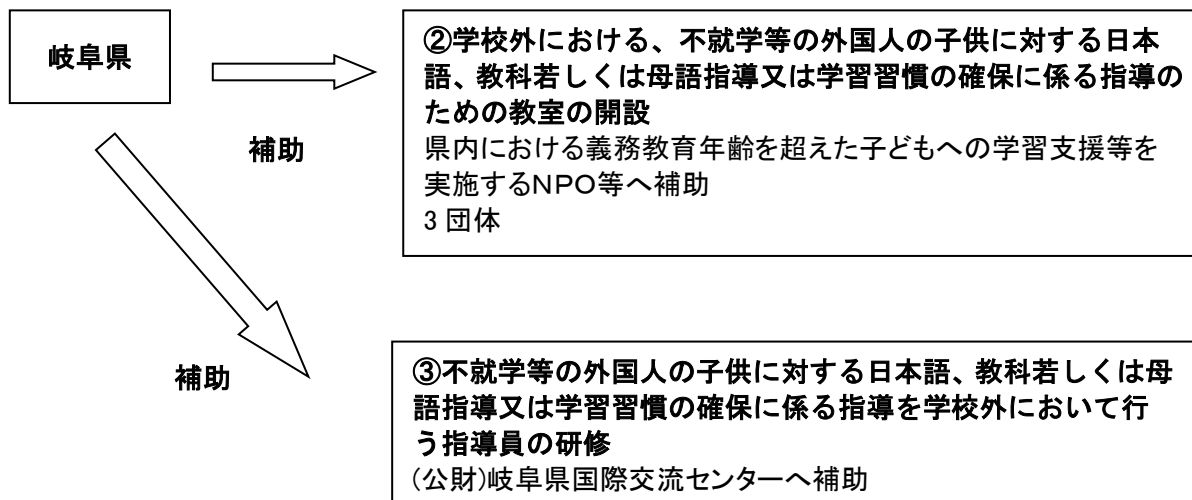 岐阜県
補助
②学校外における、不就学等の外国人の子供に対する日本
語、教科若しくは母語指導又は学習習慣の確保に係る指導の
ための教室の開設
県内における義務教育年齢を超えた子どもへの学習支援等を
実施するNPO等へ補助
3 団体
補助
③不就学等の外国人の子供に対する日本語、教科若しくは母
語指導又は学習習慣の確保に係る指導を学校外において行
う指導員の研修
(公財)岐阜県国際交流センターへ補助